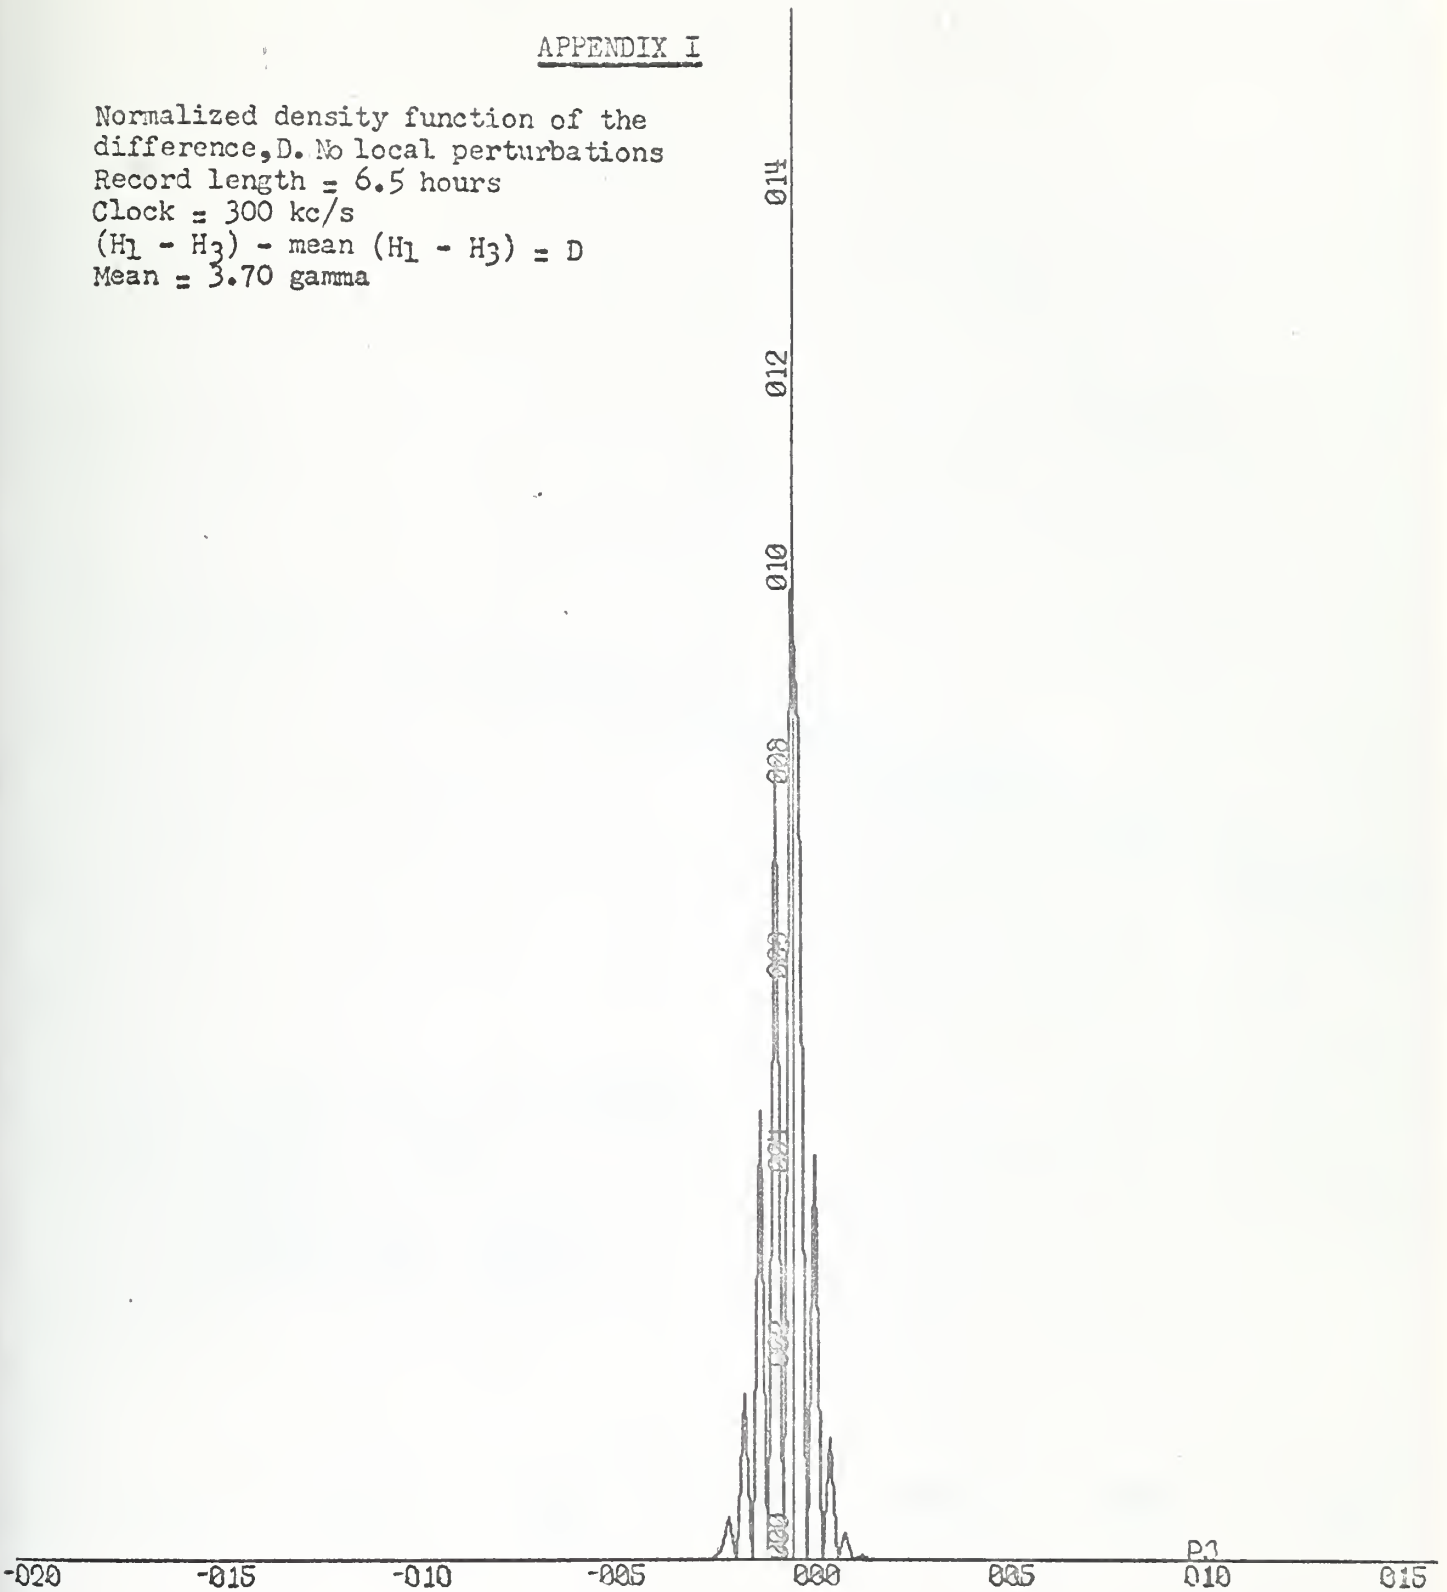 APPENDIX I
Normalized density function of the
difference, D. No local perturbations
Record length = 6.5 hours
Clock = 300 kc/s
(H1 - H3) - mean (H1 - H3) = D
Mean = 3.70 gamma
014
012
010
008
004
000
-020 -015 -010 -005 000 005 010 015